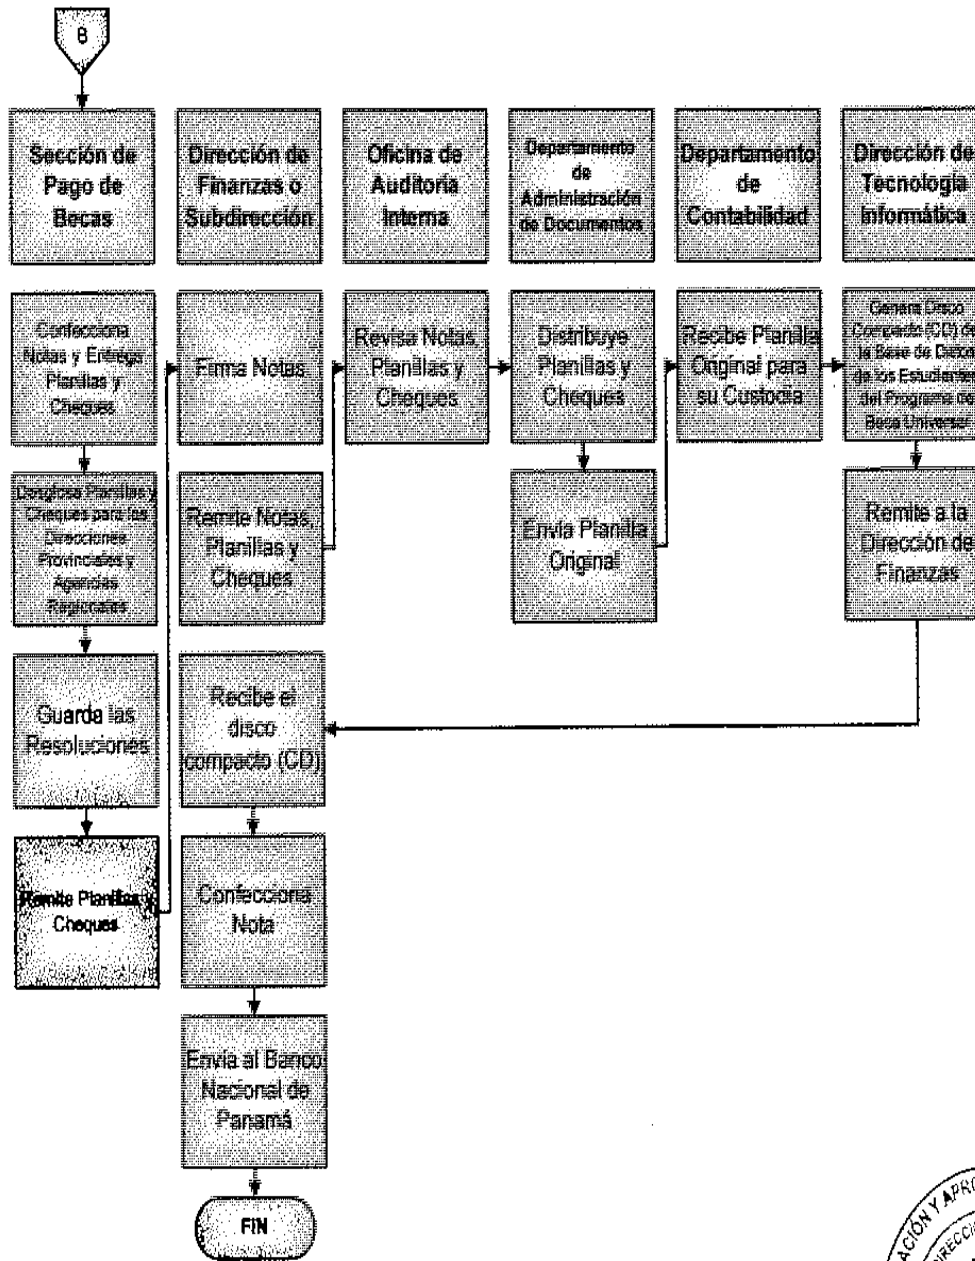 B
Sección de
Pago de
Becas
Dirección de
Finanzas o
Subdirección
Oficina de
Auditoría
Interna
Departamento
de
Administración
de Documentos
Departamento
de
Contabilidad
Dirección de
Tecnología
Informática
Confecciona
Notas y Entrega
Planillas y
Cheques
Firma Notas
Revisa Notas,
Planillas y
Cheques
Distribuye
Planillas y
Cheques
Recibe Planilla
Original para
su Custodia
Genera Disco
Compacto (CD) de
la Base de Datos
de los Estudiantes
del Programa de
Beca Universal
Desglosa Planillas y
Cheques para las
Direcciones
Provinciales y
Agencias
Regionales
Remite Notas,
Planillas y
Cheques
Envía Planilla
Original
Remite a la
Dirección de
Finanzas
Guarda las
Resoluciones
Recibe el
disco
compacto (CD)
Remite Planillas y
Cheques
Confecciona
Nota
Envía al Banco
Nacional de
Panamá
FIN
ACIÓN Y APRO
DIRECCIÓ